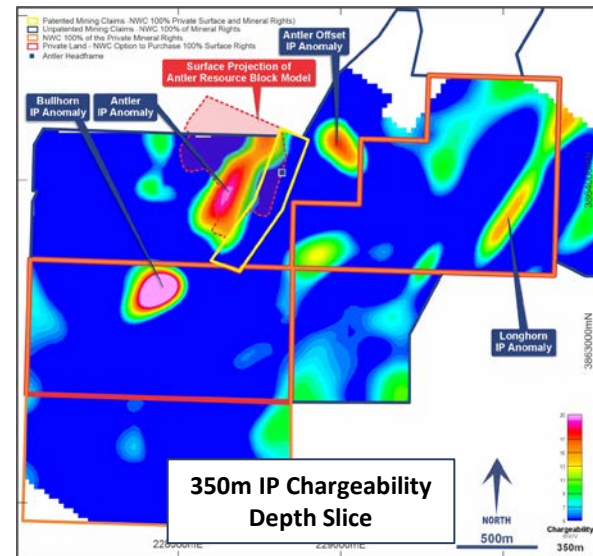 Patented Mining Claims - NWC 100% Private Surface and Mineral Rights)
Unpatented Mining Claims - NWC 100% of Mineral Rights
NWC 100% of the Private Mineral Rights
Private Land - NWC Option to Purchase 100% Surface Rights
Antler Headframe
Antler Offset
IP Anomaly
Surface Projection of
Antler Resource Block Model
Bullhorn
IP Anomaly
Antler
IP Anomaly
3863000mN
Longhorn
IP Anomaly
350m IP Chargeability
Depth Slice
NORTH
500m
20
Chargeability
350m
228000mE
229000mE